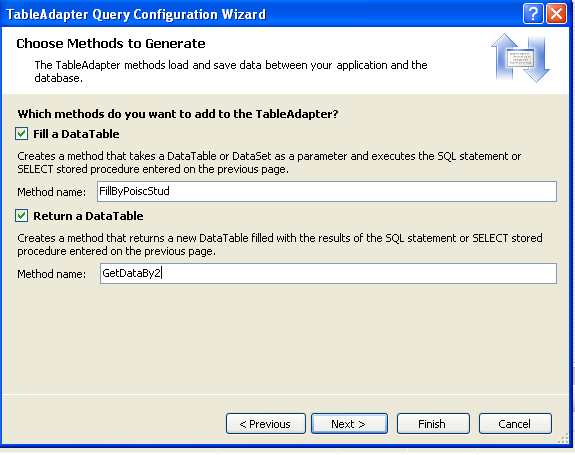 TableAdapter Query Configuration Wizard
Choose Methods to Generate
The TableAdapter methods load and save data between your application and the
database.
Which methods do you want to add to the TableAdapter?
Fill a DataTable
Creates a method that takes a DataTable or DataSet as a parameter and executes the SQL statement or
SELECT stored procedure entered on the previous page.
Method name: FillByPoiscStud
Return a DataTable
Creates a method that returns a new DataTable filled with the results of the SQL statement or SELECT stored
procedure entered on the previous page.
Method name: GetDataBy2
< Previous Next > Finish Cancel